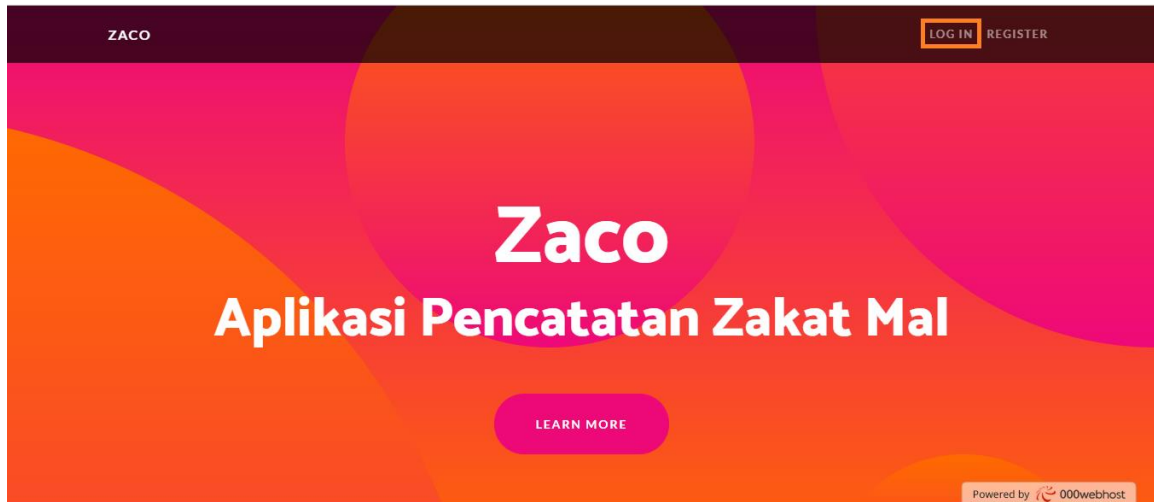 ZACO
LOG IN REGISTER
Zaco
Aplikasi Pencatatan Zakat Mal
LEARN MORE
Powered by 000webhost